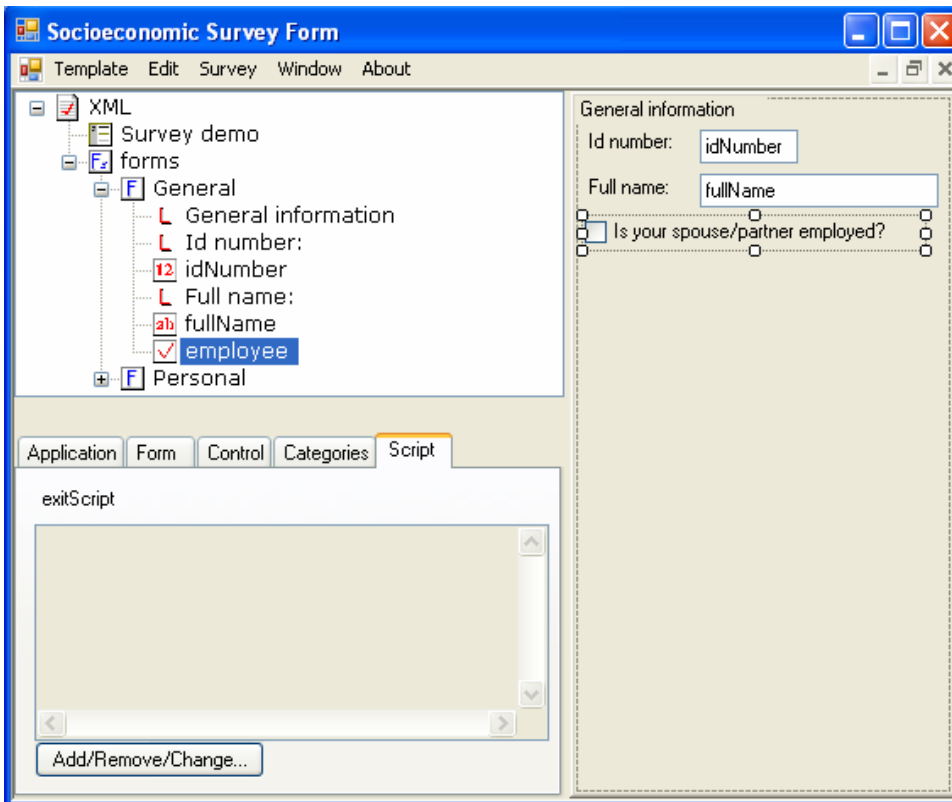 Socioeconomic Survey Form
Template Edit Survey Window About
XML
Survey demo
forms
General
General information
Id number:
idNumber
Full name:
fullName
employee
Personal
Application Form Control Categories Script
exitScript
Add/Remove/Change...
General information
Id number: idNumber
Full name: fullName
Is your spouse/partner employed?